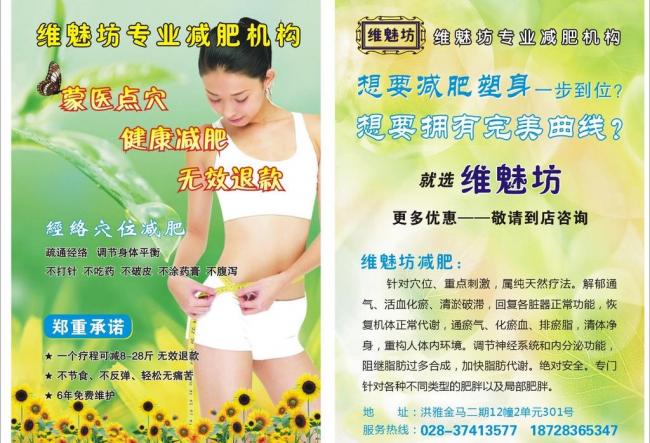 维魅坊专业减肥机构
蒙医点穴
健康减肥
无效退款
經络穴位减肥
疏通经络 调节身体平衡
不打针 不吃药 不破皮 不涂药膏 不腹泻
郑重承诺
★ 一个疗程可减8-28斤 无效退款
★ 不节食、不反弹、轻松无痛苦
★ 6年免费维护
维魅坊 维魅坊专业减肥机构
想要减肥塑身一步到位?
想要拥有完美曲线?
就选 维魅坊
更多优惠——敬请到店咨询
维魅坊减肥:
针对穴位、重点刺激,属纯天然疗法。解郁通
气、活血化瘀、清淤破滞,回复各脏器正常功能,恢
复机体正常代谢,通瘀气、化瘀血、排瘀脂,清体净
身,重构人体内环境。调节神经系统和内分泌功能,
阻继脂肪过多合成,加快脂肪代谢。绝对安全。专门
针对各种不同类型的肥胖以及局部肥胖。
地 址:洪雅金马二期12幢2单元301号
服务热线:028-37413577 18728365347